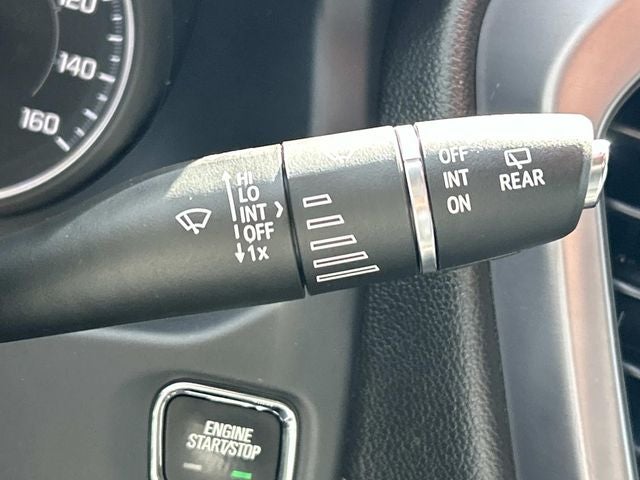 120
140
160
HI
LO
INT
OFF
1x
OFF
INT
ON
REAR
ENGINE
START/STOP